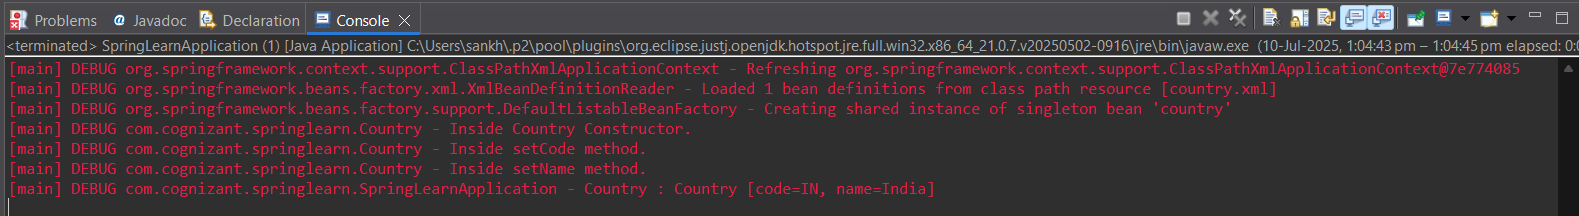 Problems @ Javadoc Declaration Console
<terminated> SpringLearnApplication (1) [Java Application] C:\Users\sankh\.p2\pool\plugins\org.eclipse.justj.openjdk.hotspot.jre.full.win32.x86_64_21.0.7.v20250502-0916\jre\bin\javaw.exe (10-Jul-2025, 1:04:43 pm – 1:04:45 pm elapsed: 0:0
[main] DEBUG org.springframework.context.support.ClassPathXmlApplicationContext - Refreshing org.springframework.context.support.ClassPathXmlApplicationContext@7e774085
[main] DEBUG org.springframework.beans.factory.xml.XmlBeanDefinitionReader - Loaded 1 bean definitions from class path resource [country.xml]
[main] DEBUG org.springframework.beans.factory.support.DefaultListableBeanFactory - Creating shared instance of singleton bean 'country'
[main] DEBUG com.cognizant.springlearn.Country - Inside Country Constructor.
[main] DEBUG com.cognizant.springlearn.Country - Inside setCode method.
[main] DEBUG com.cognizant.springlearn.Country - Inside setName method.
[main] DEBUG com.cognizant.springlearn.SpringLearnApplication - Country : Country [code=IN, name=India]